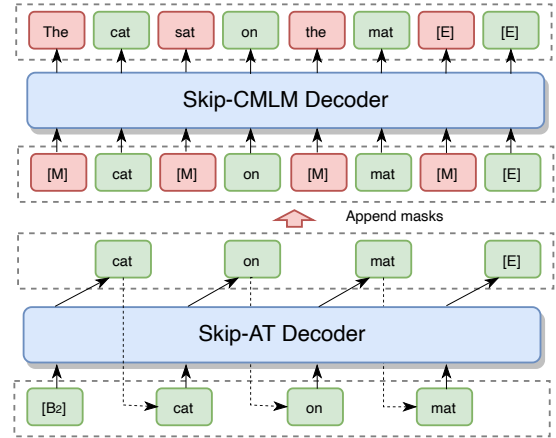 The cat sat on the mat [E] [E]
Skip-CMLM Decoder
[M] cat [M] on [M] mat [M] [E]
Append masks
cat on mat [E]
Skip-AT Decoder
[B2] cat on mat